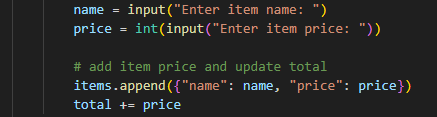 name = input("Enter item name: ")
price = int(input("Enter item price: "))
# add item price and update total
items.append({"name": name, "price": price})
total += price